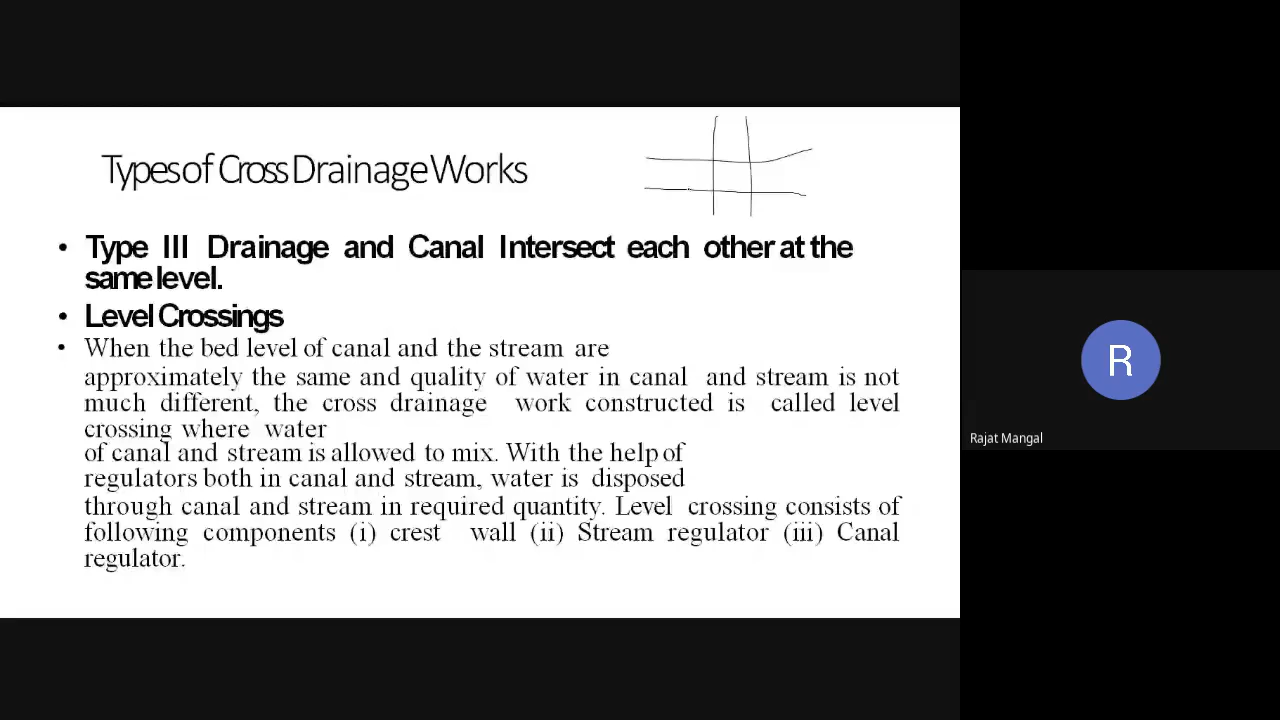 Types of Cross Drainage Works
• Type III Drainage and Canal Intersect each other at the
same level.
• Level Crossings
• When the bed level of canal and the stream are
approximately the same and quality of water in canal and stream is not
much different, the cross drainage work constructed is called level
crossing where water
of canal and stream is allowed to mix. With the help of
regulators both in canal and stream, water is disposed
through canal and stream in required quantity. Level crossing consists of
following components (i) crest wall (ii) Stream regulator (iii) Canal
regulator.
R
Rajat Mangal